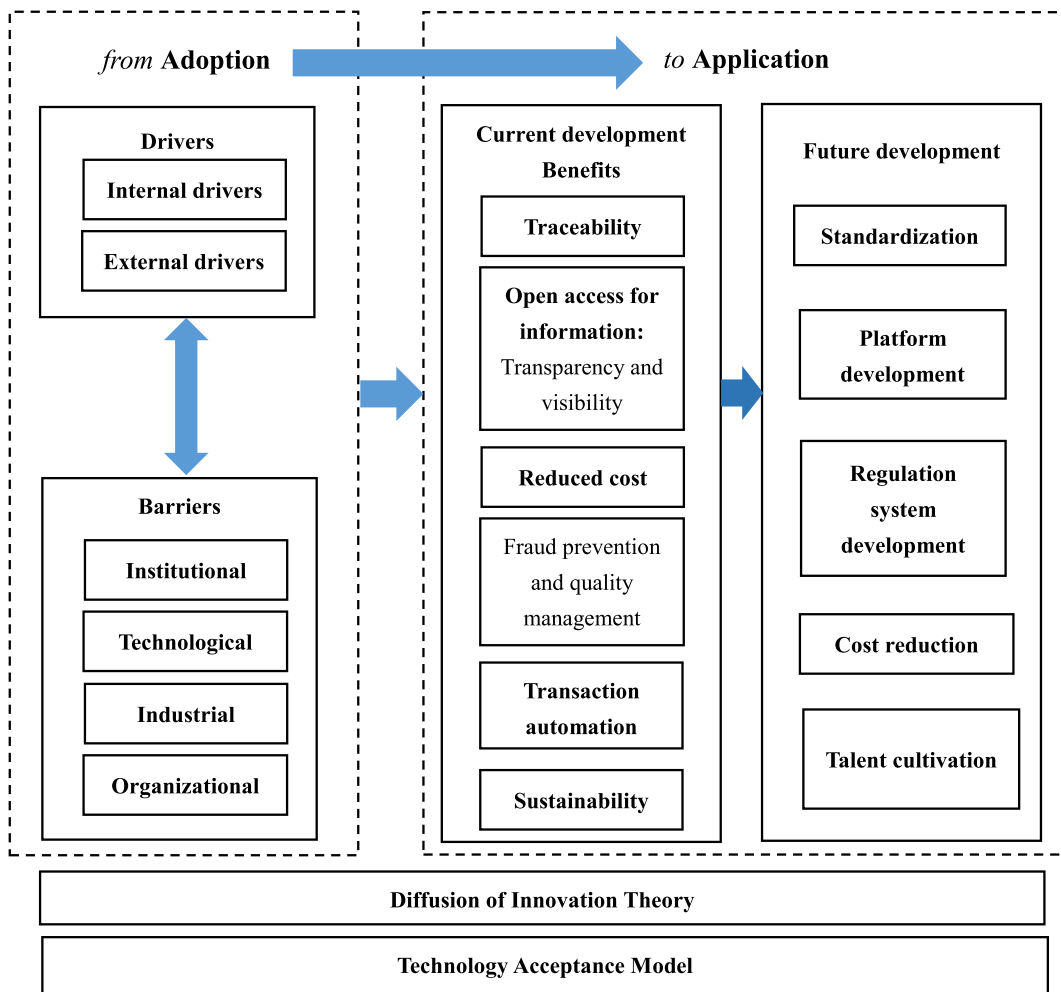 from Adoption
to Application
Drivers
Internal drivers
External drivers
Barriers
Institutional
Technological
Industrial
Organizational
Current development
Benefits
Traceability
Open access for
information:
Transparency and
visibility
Reduced cost
Fraud prevention
and quality
management
Transaction
automation
Sustainability
Future development
Standardization
Platform
development
Regulation
system
development
Cost reduction
Talent cultivation
Diffusion of Innovation Theory
Technology Acceptance Model